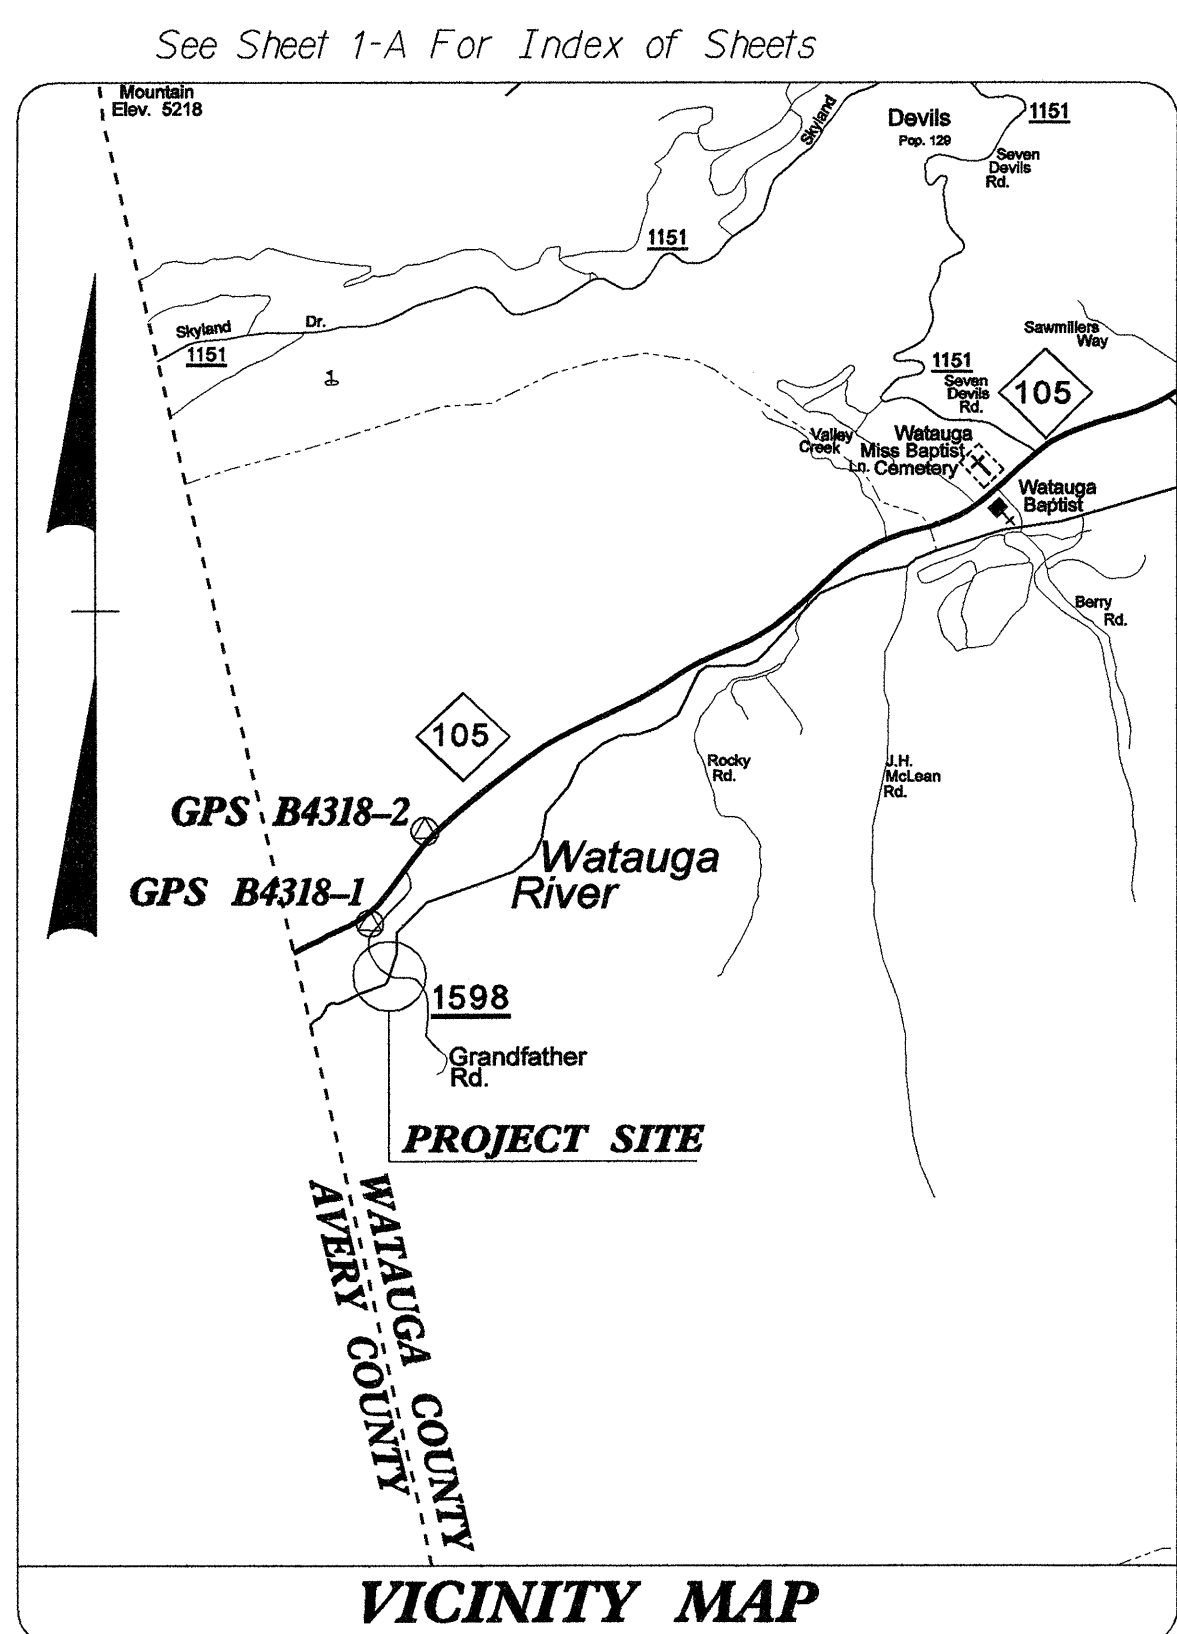 See Sheet 1-A For Index of Sheets
Mountain
Elev. 5218
Skyland
Devils
Pop. 129
1151
Seven
Devils
Rd.
1151
Skyland
Dr.
1151
1
Sawmillers
Way
1151
Seven
Devils
Rd.
105
Valley
Creek
Ln.
Watauga
Miss Baptist
Cemetery
Watauga
Baptist
Berry
Rd.
105
Rocky
Rd.
J.H.
McLean
Rd.
GPS B4318-2
GPS B4318-1
Watauga
River
1598
Grandfather
Rd.
PROJECT SITE
WATAUGA COUNTY
AVERY COUNTY
VICINITY MAP